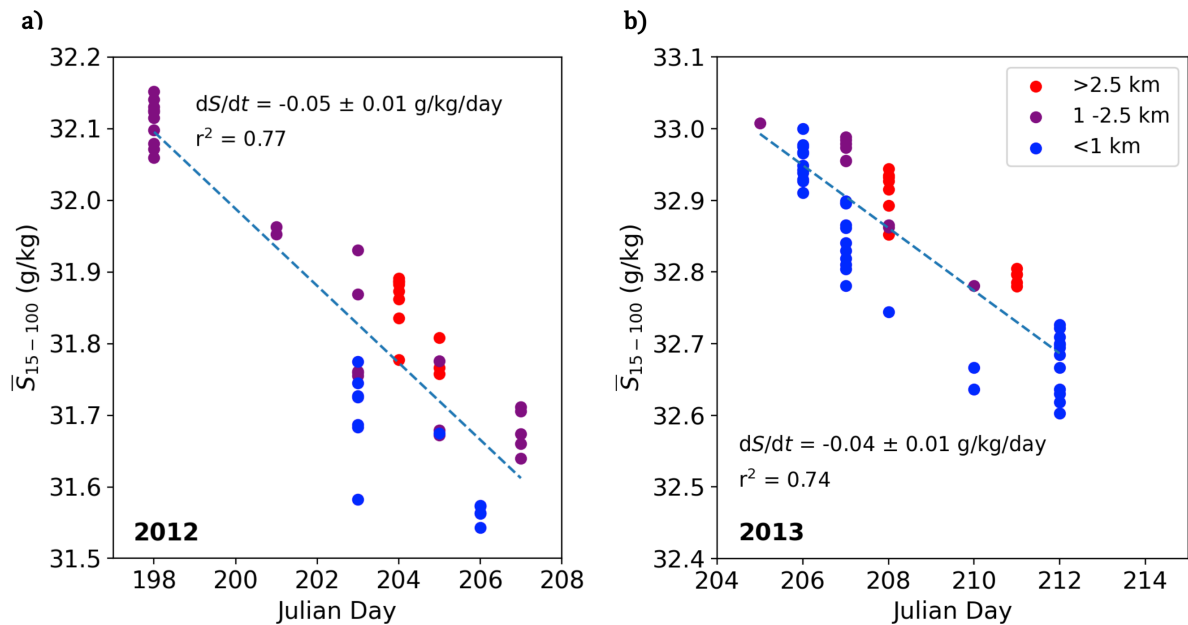 a)
32.2
32.1
32.0
31.9
31.8
31.7
31.6
31.5
S̅15−100 (g/kg)
dS/dt = -0.05 ± 0.01 g/kg/day
r² = 0.77
2012
198 200 202 204 206 208
Julian Day
b)
33.1
33.0
32.9
32.8
32.7
32.6
32.5
32.4
S̅15−100 (g/kg)
>2.5 km
1 -2.5 km
<1 km
dS/dt = -0.04 ± 0.01 g/kg/day
r² = 0.74
2013
204 206 208 210 212 214
Julian Day